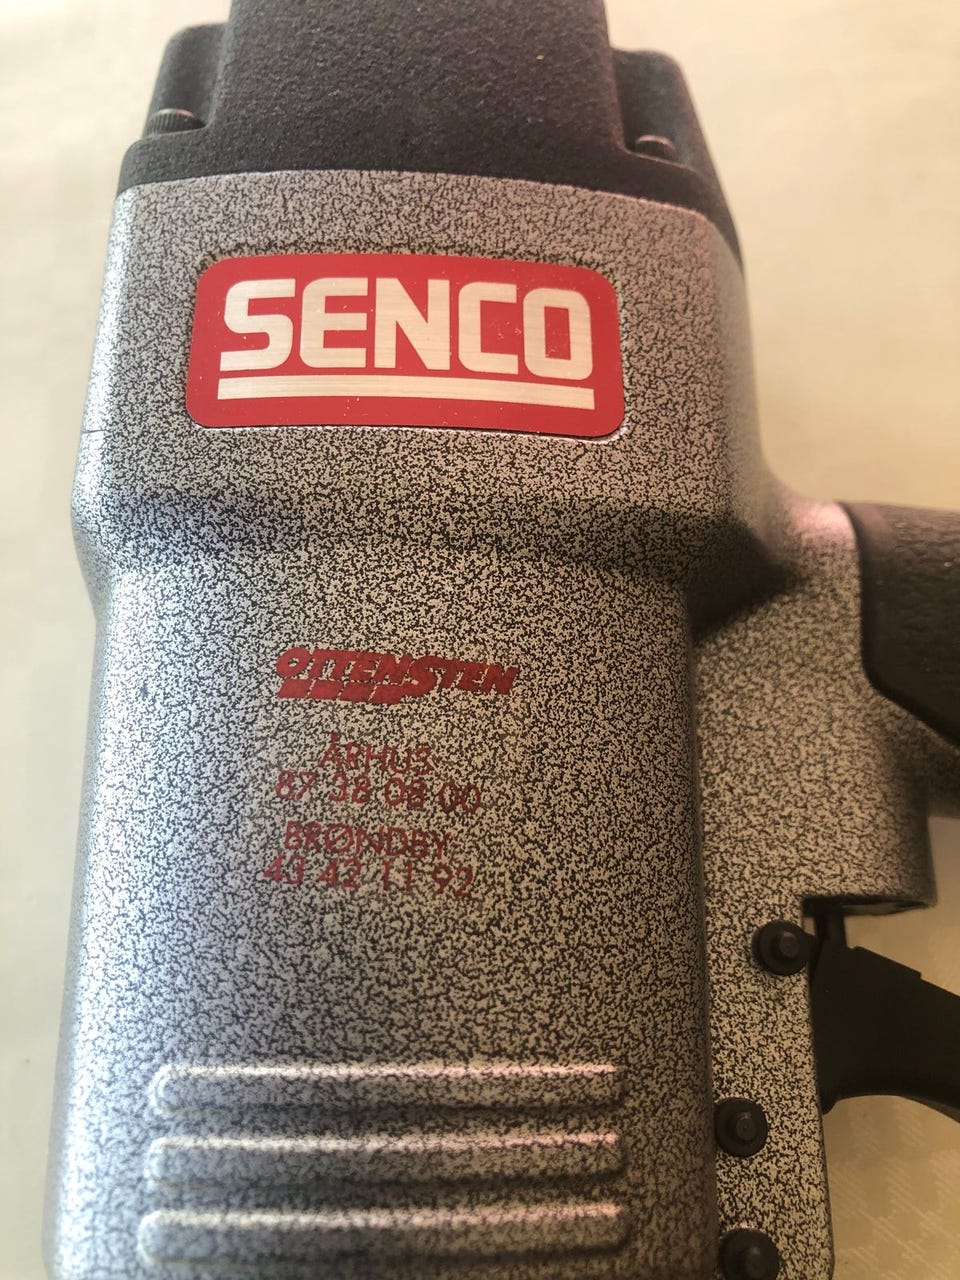 SENCO
OTTENSTEN
ÅRHUS
87 38 08 00
BRØNDBY
43 42 11 92